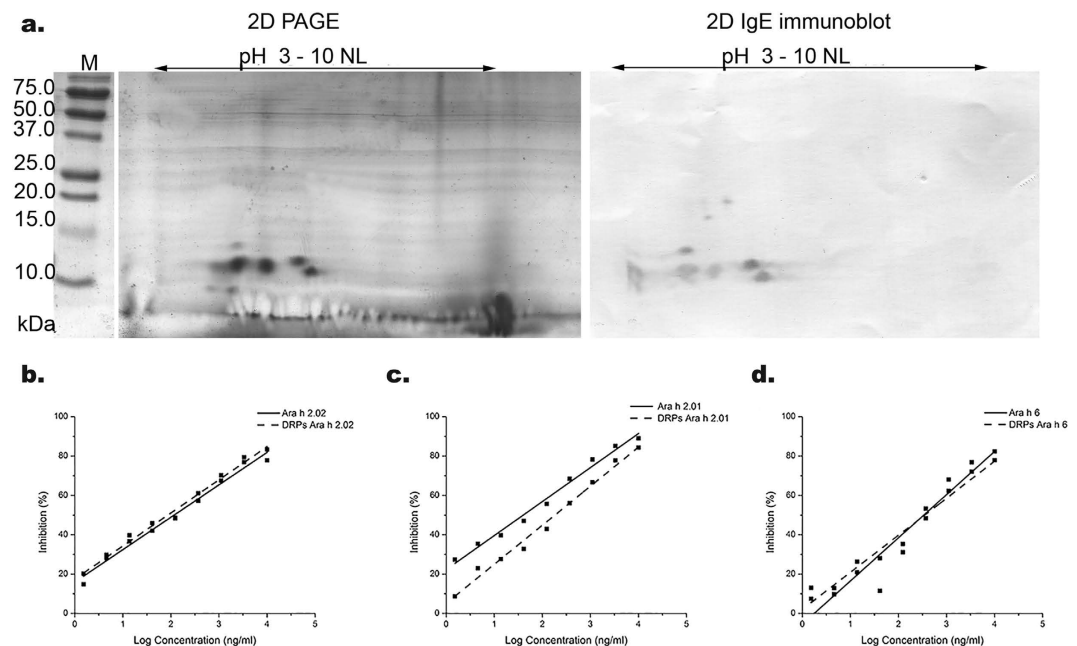 a.
2D PAGE
2D IgE immunoblot
M
pH 3 - 10 NL
pH 3 - 10 NL
75.0
50.0
37.0
25.0
20.0
15.0
10.0
kDa
b.
Ara h 2.02
DRPs Ara h 2.02
100
80
60
40
20
0
Inhibition (%)
0 1 2 3 4 5
Log Concentration (ng/ml)
c.
Ara h 2.01
DRPs Ara h 2.01
100
80
60
40
20
0
Inhibition (%)
0 1 2 3 4 5
Log Concentration (ng/ml)
d.
Ara h 6
DRPs Ara h 6
100
80
60
40
20
0
Inhibition (%)
0 1 2 3 4 5
Log Concentration (ng/ml)